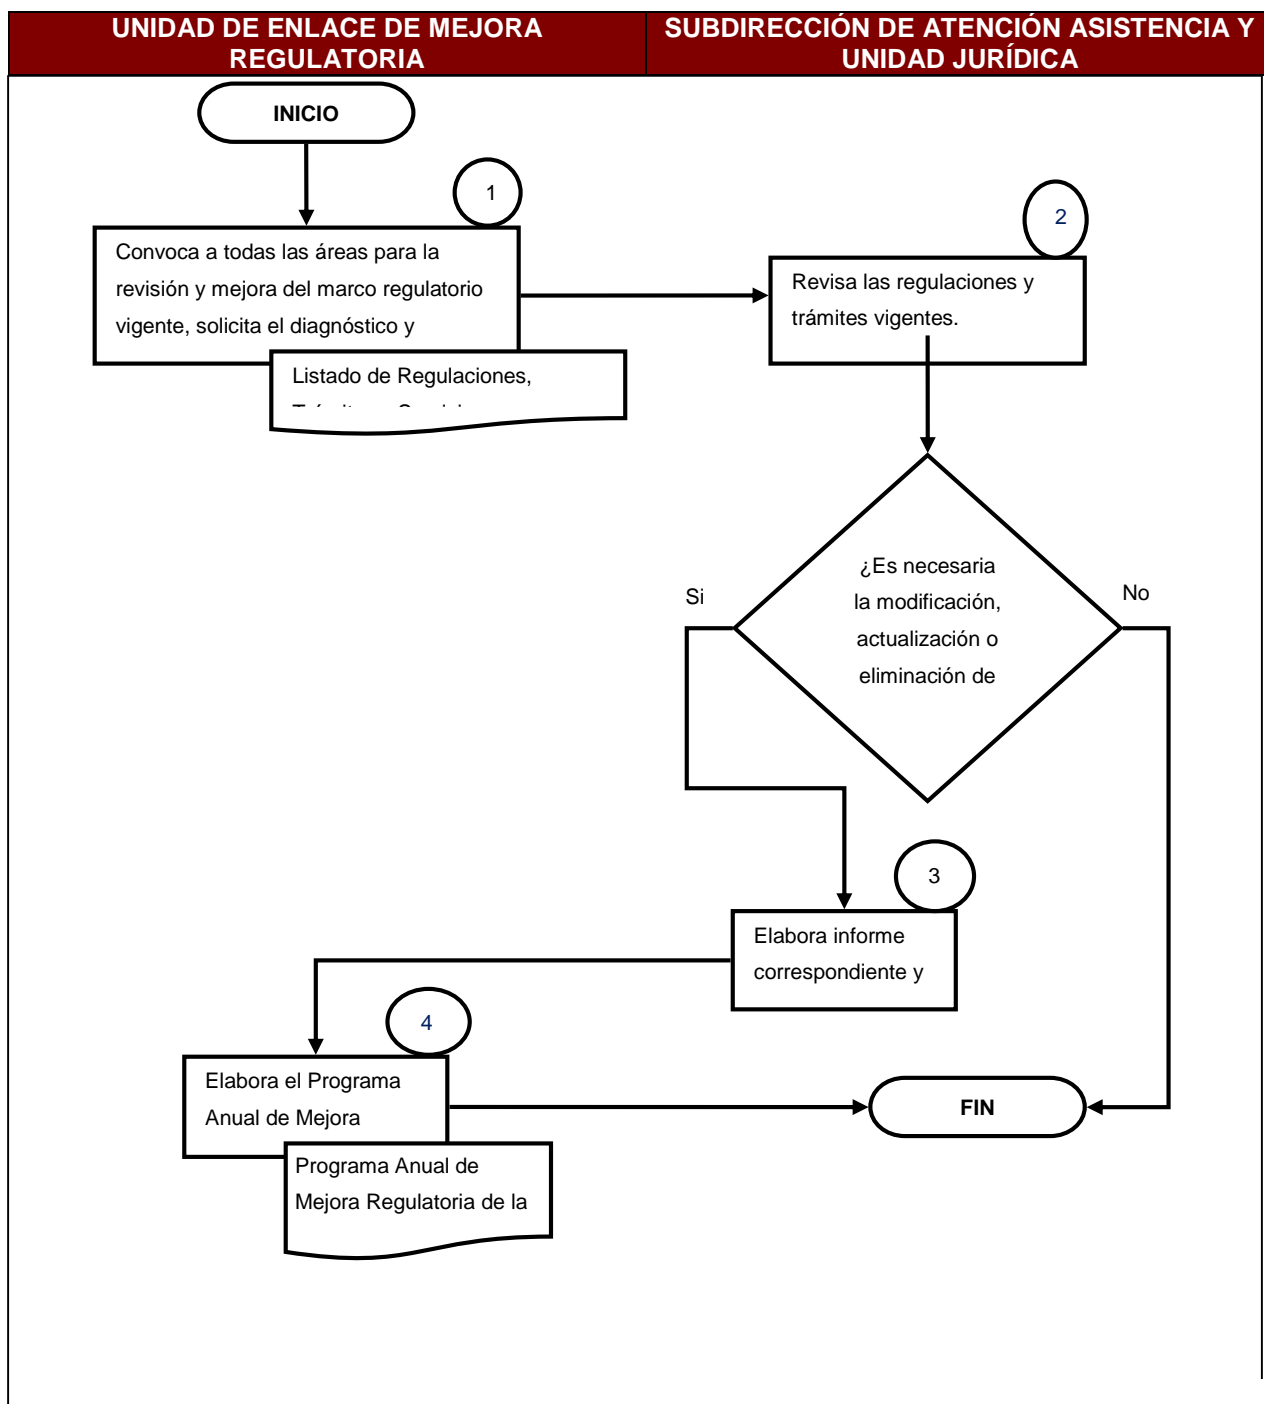 UNIDAD DE ENLACE DE MEJORA
REGULATORIA
SUBDIRECCIÓN DE ATENCIÓN ASISTENCIA Y
UNIDAD JURÍDICA
INICIO
1
Convoca a todas las áreas para la
revisión y mejora del marco regulatorio
vigente, solicita el diagnóstico y
Listado de Regulaciones,
2
Revisa las regulaciones y
trámites vigentes.
¿Es necesaria
la modificación,
actualización o
eliminación de
Si
No
3
Elabora informe
correspondiente y
4
Elabora el Programa
Anual de Mejora
Programa Anual de
Mejora Regulatoria de la
FIN